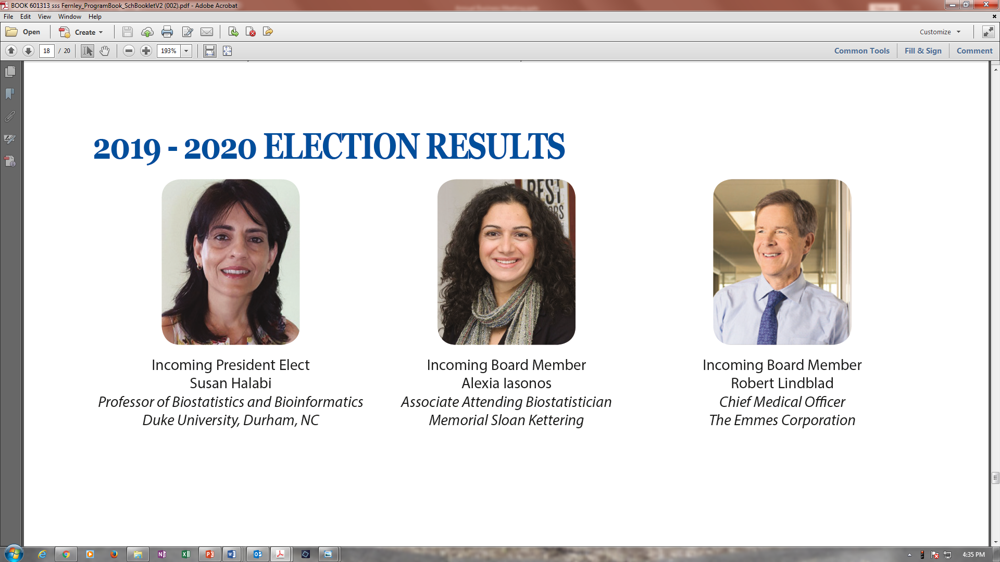 BOOK 601313 sss Fernley_ProgramBook_SchBookletV2 (002).pdf - Adobe Acrobat
File Edit View Window Help
Open Create Customize
18 / 20 193% Common Tools Fill & Sign Comment
2019 - 2020 ELECTION RESULTS
BEST
Incoming President Elect
Susan Halabi
Professor of Biostatistics and Bioinformatics
Duke University, Durham, NC
Incoming Board Member
Alexia Iasonos
Associate Attending Biostatistician
Memorial Sloan Kettering
Incoming Board Member
Robert Lindblad
Chief Medical Officer
The Emmes Corporation
4:35 PM